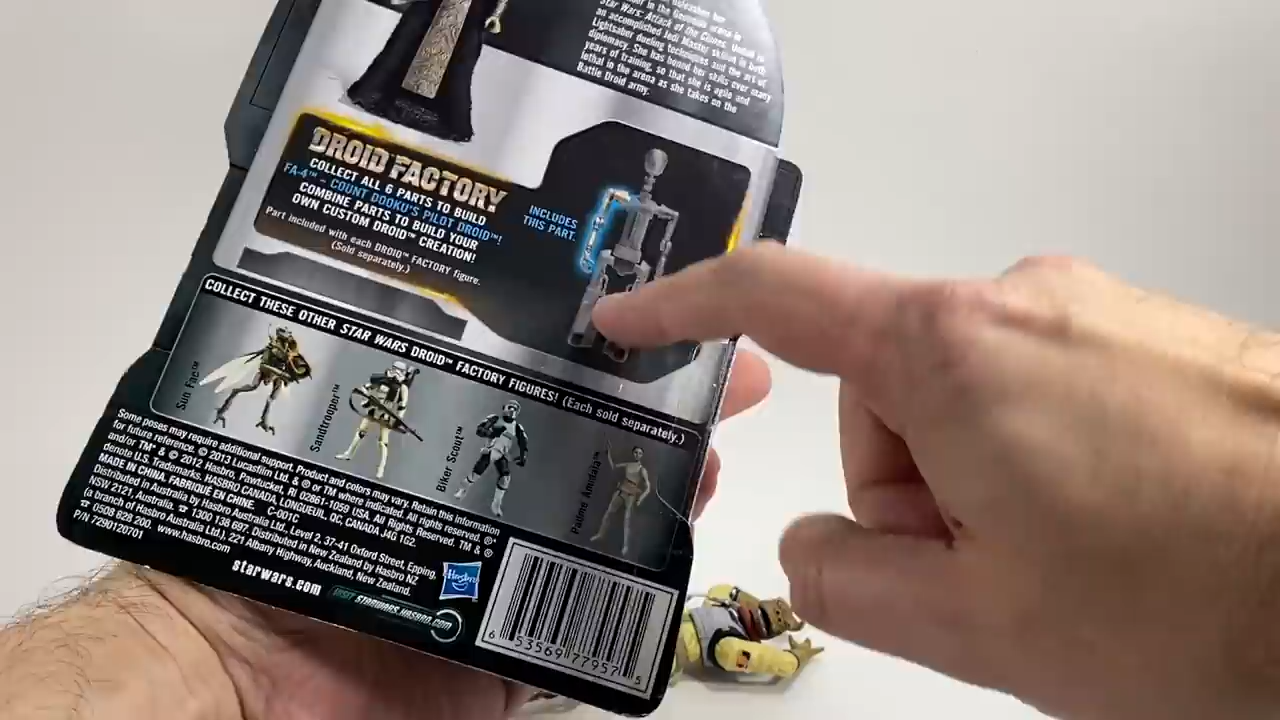 unleashes her
in the Geonosis arena in
Star Wars: Attack of the Clones. Unduli is
an accomplished Jedi Master skilled in both
Lightsaber dueling techniques and the art of
diplomacy. She has honed her skills over many
years of training, so that she is agile and
lethal in the arena as she takes on the
Battle Droid army.
DROID FACTORY
COLLECT ALL 6 PARTS TO BUILD
FA-4™ – COUNT DOOKU'S PILOT DROID™!
COMBINE PARTS TO BUILD YOUR
OWN CUSTOM DROID™ CREATION!
Part included with each DROID™ FACTORY figure.
(Sold separately.)
INCLUDES
THIS PART.
COLLECT THESE OTHER STAR WARS DROID™ FACTORY FIGURES! (Each sold separately.)
Sun Fac™
Sandtrooper™
Biker Scout™
Padmé Amidala™
Some poses may require additional support. Product and colors may vary. Retain this information
for future reference. © 2013 Lucasfilm Ltd. & ® or TM where indicated. All rights reserved. ®*
and/or TM* & © 2012 Hasbro, Pawtucket, RI 02861-1059 USA. All Rights Reserved. TM & ®
denote U.S. Trademarks. HASBRO CANADA, LONGUEUIL, QC, CANADA J4G 1G2.
MADE IN CHINA. FABRIQUÉ EN CHINE. C-001C
Distributed in Australia by Hasbro Australia Ltd., Level 2, 37-41 Oxford Street, Epping,
NSW 2121, Australia. ☎ 1300 138 697. Distributed in New Zealand by Hasbro NZ
(a branch of Hasbro Australia Ltd.), 221 Albany Highway, Auckland, New Zealand.
☎ 0508 828 200. www.hasbro.com
P/N 7290120701
starwars.com
VISIT STARWARS.HASBRO.COM
Hasbro
6 53569 77957 5